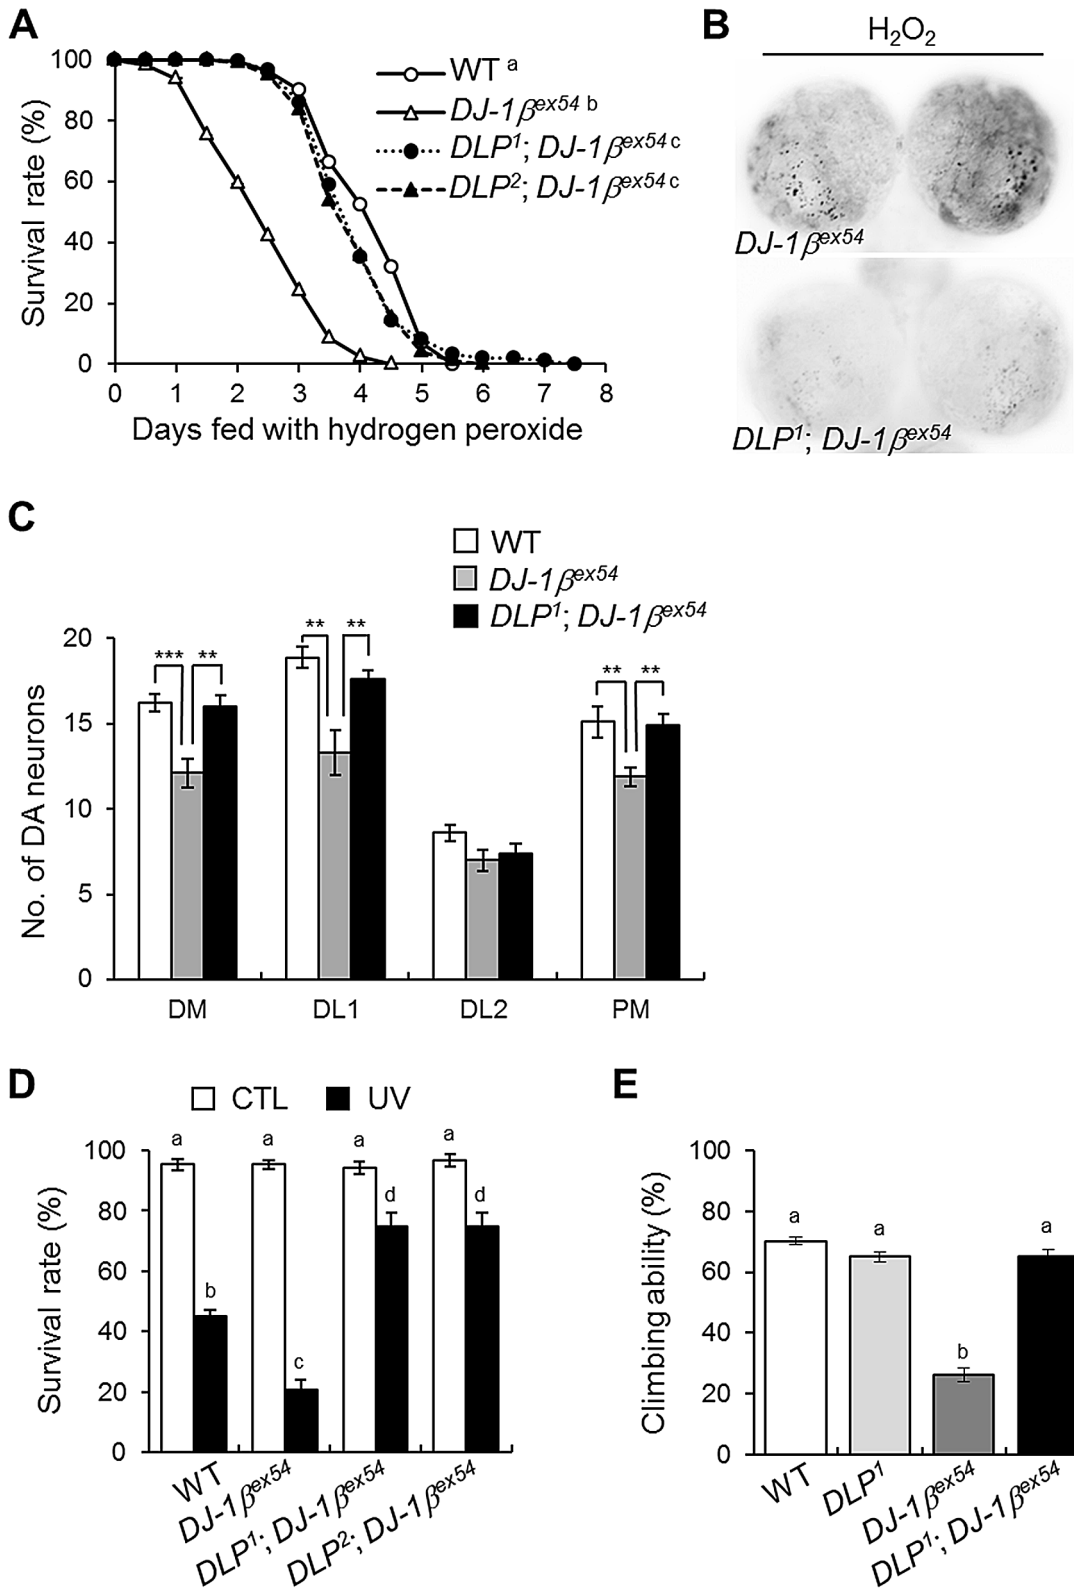 A
Survival rate (%)
100
80
60
40
20
0
0 1 2 3 4 5 6 7 8
Days fed with hydrogen peroxide
WT a
DJ-1βex54 b
DLP1; DJ-1βex54 c
DLP2; DJ-1βex54 c
B
H2O2
DJ-1βex54
DLP1; DJ-1βex54
C
WT
DJ-1βex54
DLP1; DJ-1βex54
No. of DA neurons
20
15
10
5
0
*** **
** **
** **
DM DL1 DL2 PM
D
CTL UV
Survival rate (%)
100
80
60
40
20
0
a a a a
b c d d
WT
DJ-1βex54
DLP1; DJ-1βex54
DLP2; DJ-1βex54
E
Climbing ability (%)
100
80
60
40
20
0
a a b a
WT
DLP1
DJ-1βex54
DLP1; DJ-1βex54